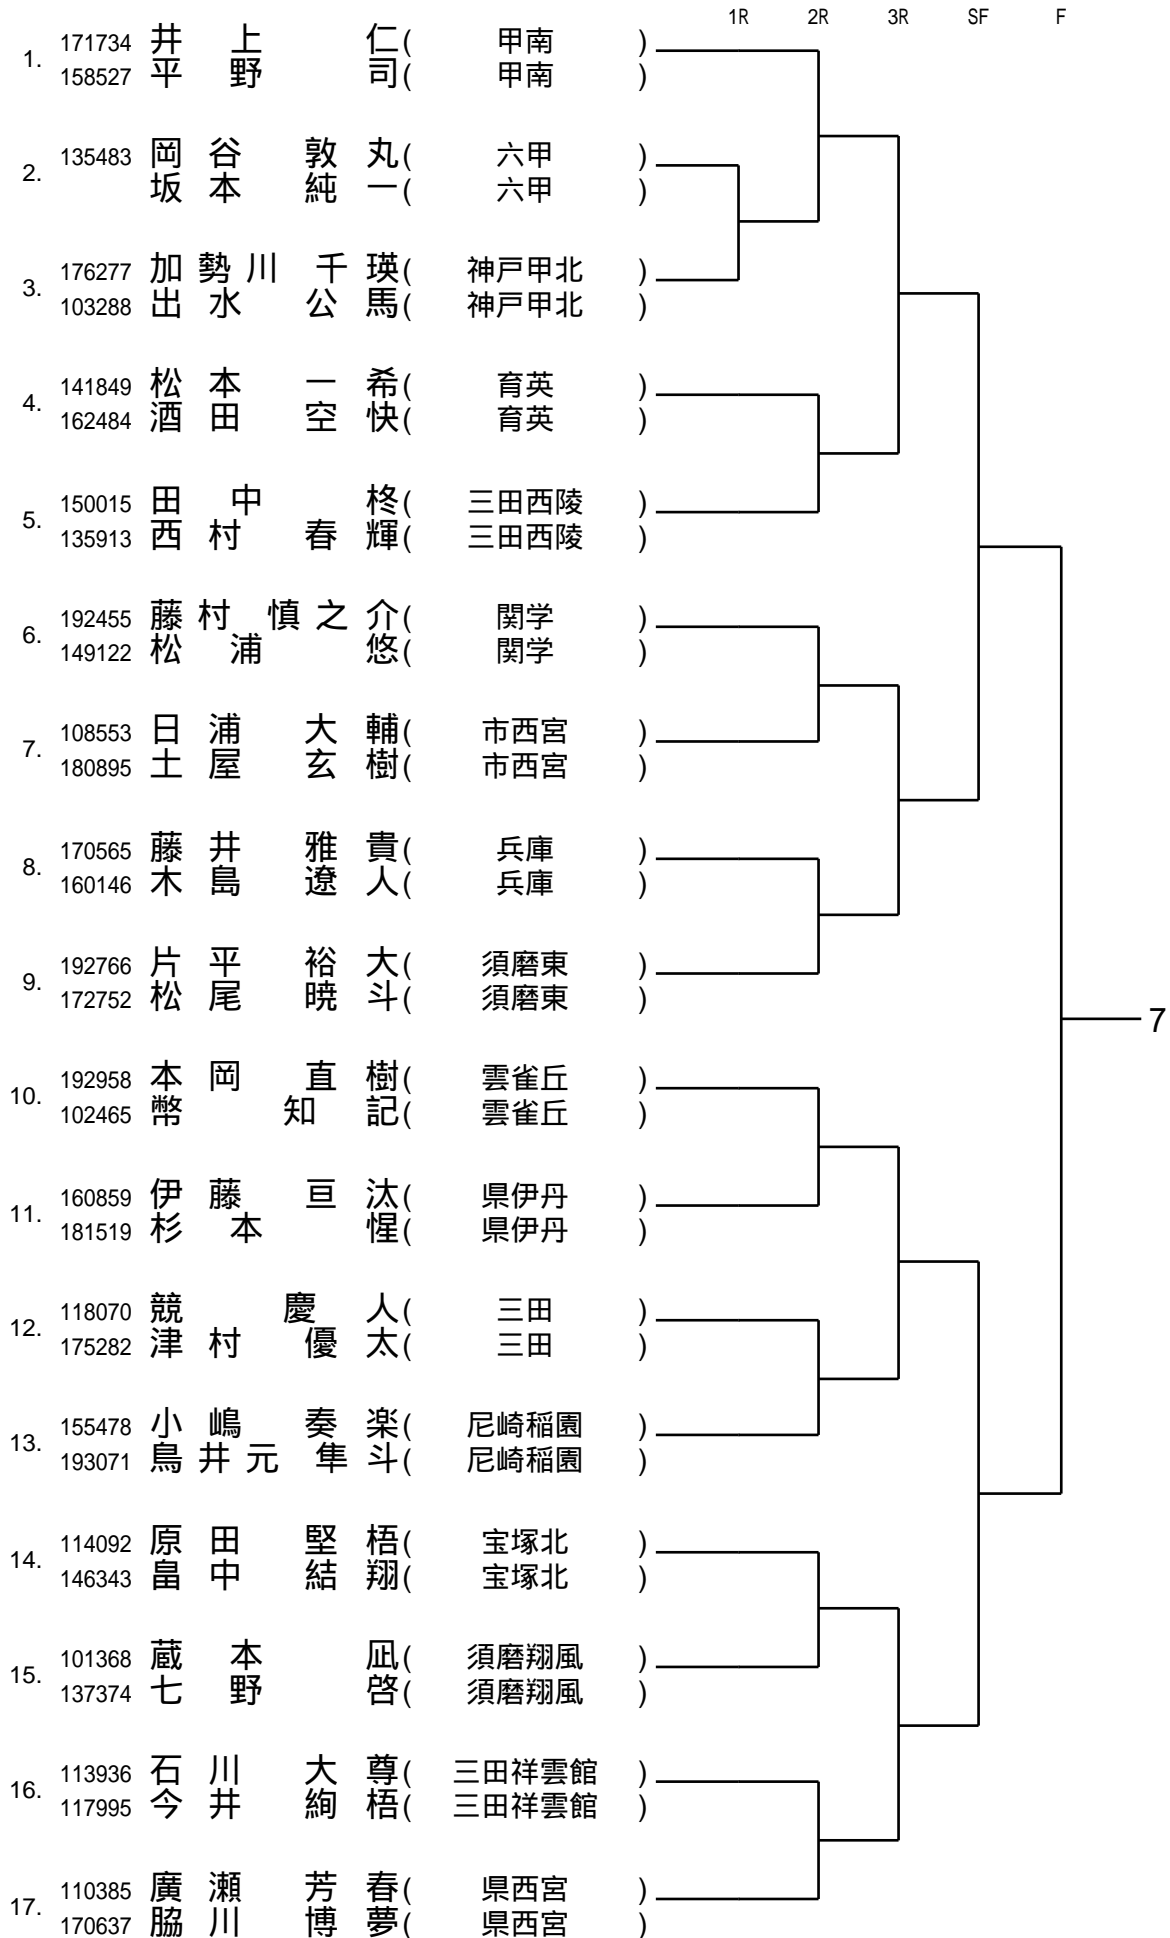 1R 2R 3R SF F
1. 171734 井上 仁( 甲南 )
158527 平野 司( 甲南 )
2. 135483 岡谷 敦丸( 六甲 )
坂本 純一( 六甲 )
3. 176277 加勢川 千瑛( 神戸甲北 )
103288 出水 公馬( 神戸甲北 )
4. 141849 松本 一希( 育英 )
162484 酒田 空快( 育英 )
5. 150015 田中 柊( 三田西陵 )
135913 西村 春輝( 三田西陵 )
6. 192455 藤村 慎之介( 関学 )
149122 松浦 悠( 関学 )
7. 108553 日浦 大輔( 市西宮 )
180895 土屋 玄樹( 市西宮 )
8. 170565 藤井 雅貴( 兵庫 )
160146 木島 遼人( 兵庫 )
9. 192766 片平 裕大( 須磨東 )
172752 松尾 暁斗( 須磨東 )
7
10. 192958 本岡 直樹( 雲雀丘 )
102465 幣 知記( 雲雀丘 )
11. 160859 伊藤 亘汰( 県伊丹 )
181519 杉本 惺( 県伊丹 )
12. 118070 競 慶人( 三田 )
175282 津村 優太( 三田 )
13. 155478 小嶋 奏楽( 尼崎稲園 )
193071 鳥井元 隼斗( 尼崎稲園 )
14. 114092 原田 堅梧( 宝塚北 )
146343 畠中 結翔( 宝塚北 )
15. 101368 蔵本 凪( 須磨翔風 )
137374 七野 啓( 須磨翔風 )
16. 113936 石川 大尊( 三田祥雲館 )
117995 今井 絢梧( 三田祥雲館 )
17. 110385 廣瀬 芳春( 県西宮 )
170637 脇川 博夢( 県西宮 )